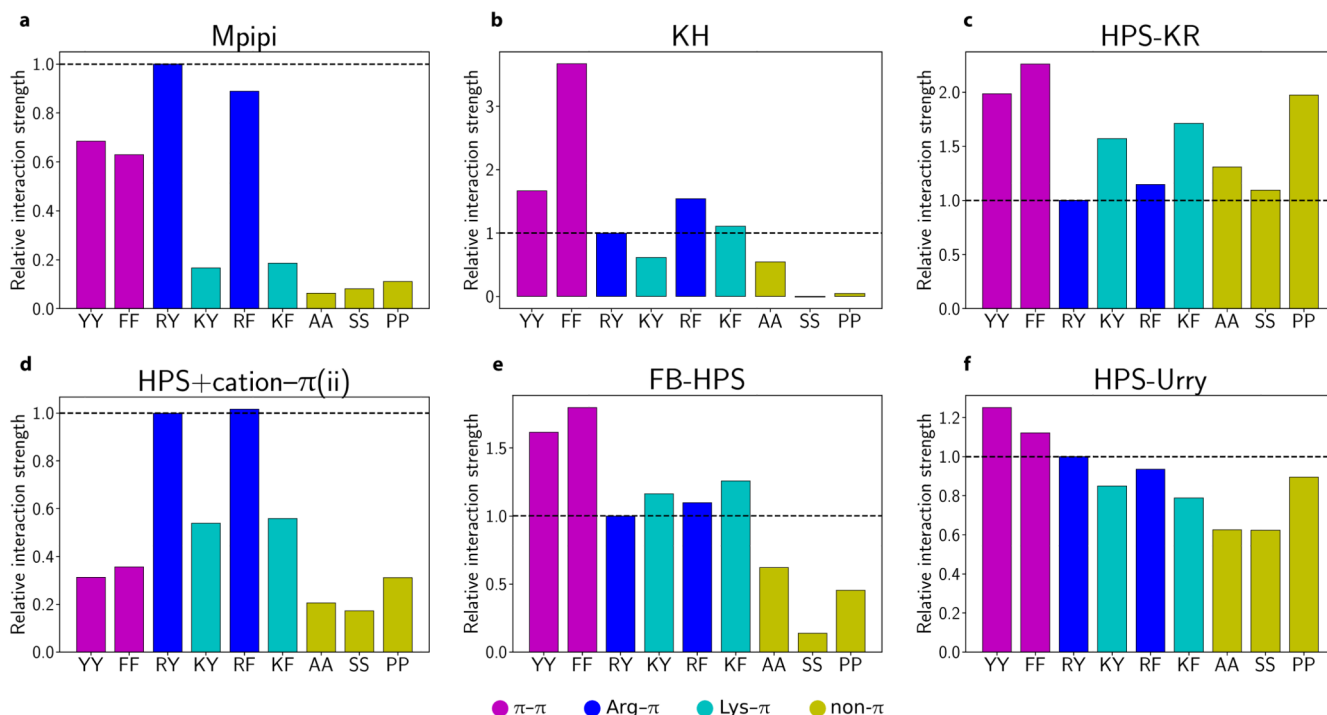 a
Mpipi
Relative interaction strength
1.0
0.8
0.6
0.4
0.2
0.0
YY FF RY KY RF KF AA SS PP
b
KH
Relative interaction strength
3
2
1
0
YY FF RY KY RF KF AA SS PP
c
HPS-KR
Relative interaction strength
2.0
1.5
1.0
0.5
0.0
YY FF RY KY RF KF AA SS PP
d
HPS+cation–π(ii)
Relative interaction strength
1.0
0.8
0.6
0.4
0.2
0.0
YY FF RY KY RF KF AA SS PP
e
FB-HPS
Relative interaction strength
1.5
1.0
0.5
0.0
YY FF RY KY RF KF AA SS PP
f
HPS-Urry
Relative interaction strength
1.2
1.0
0.8
0.6
0.4
0.2
0.0
YY FF RY KY RF KF AA SS PP
π–π Arg–π Lys–π non-π